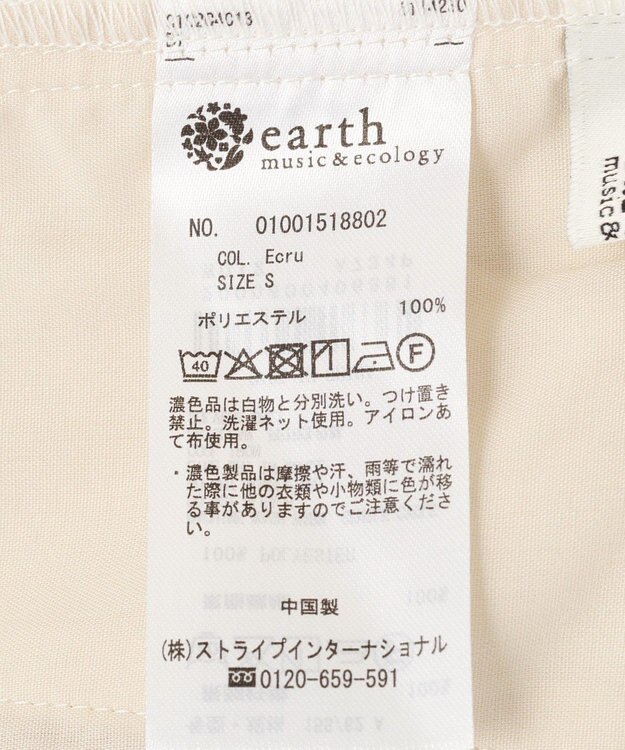 earth
music&ecology
NO. 01001518802
COL. Ecru
SIZE S
ポリエステル 100%
40
F
濃色品は白物と分別洗い。つけ置き
禁止。洗濯ネット使用。アイロンあ
て布使用。
・濃色製品は摩擦や汗、雨等で濡れ
た際に他の衣類や小物類に色が移
る事がありますのでご注意くださ
い。
中国製
(株)ストライプインターナショナル
0120-659-591
music &